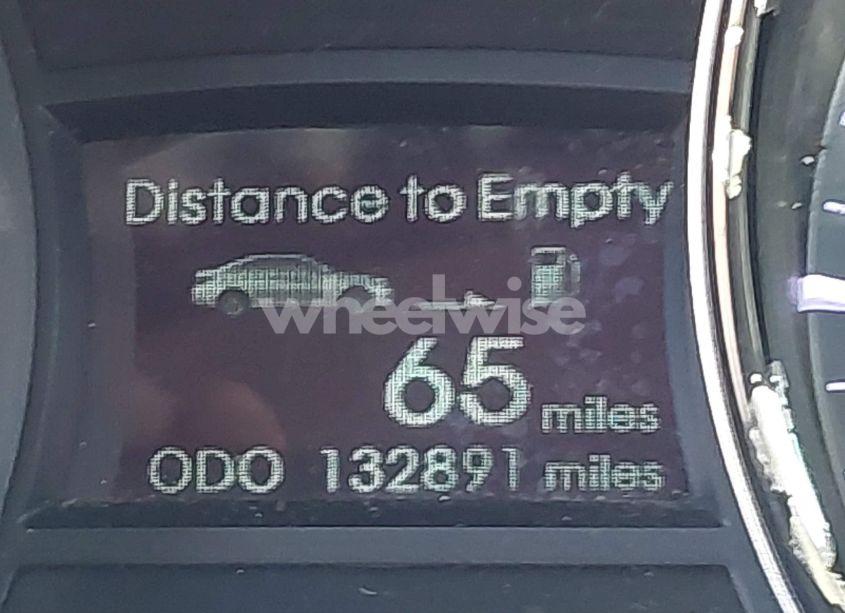 Distance to Empty
wheelwise
65 miles
ODO 132891 miles